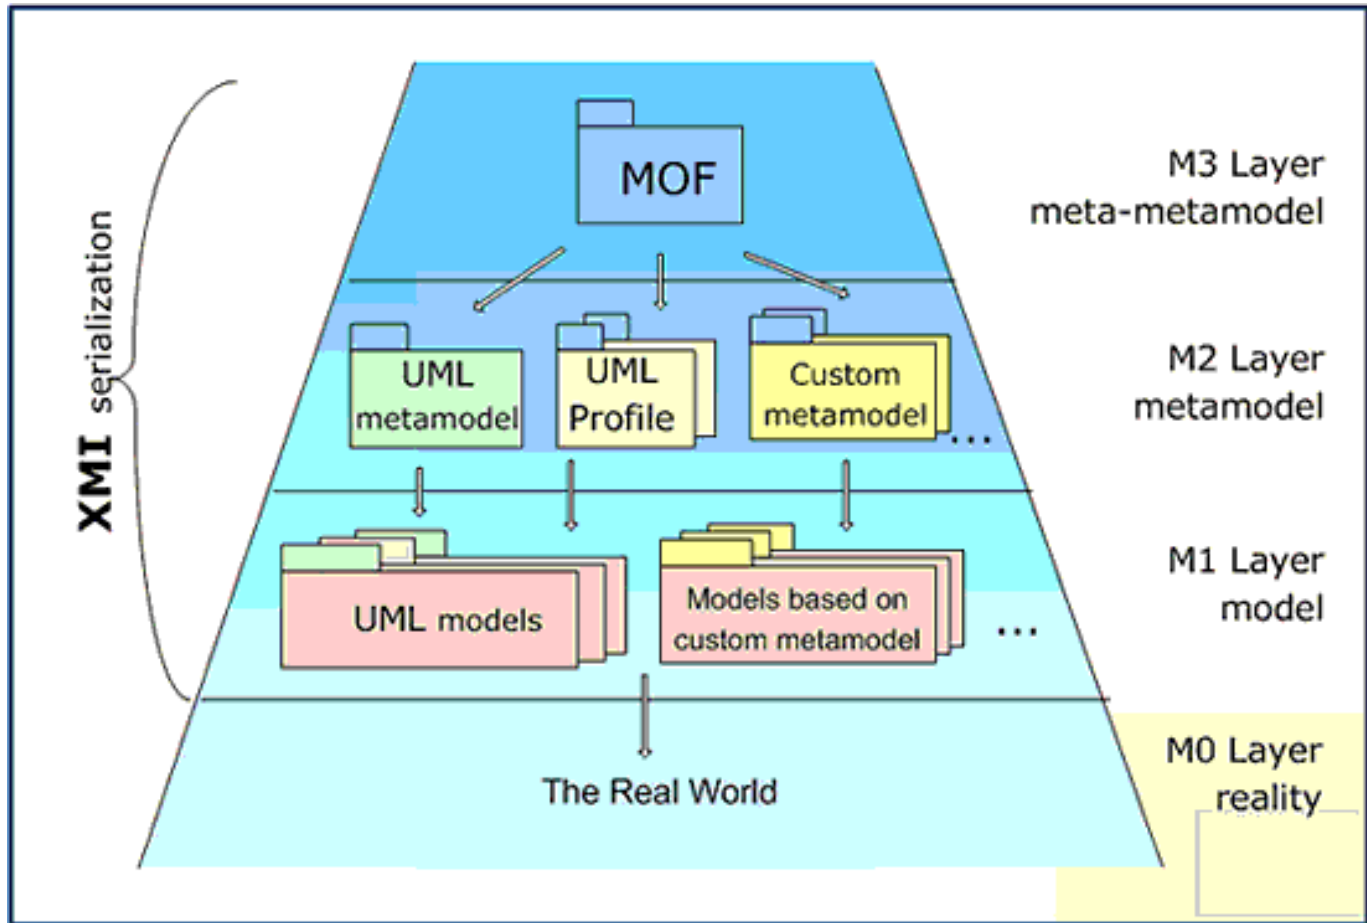 MOF
M3 Layer
meta-metamodel
XMI serialization
UML
metamodel
UML
Profile
Custom
metamodel
...
M2 Layer
metamodel
UML models
Models based on
custom metamodel
...
M1 Layer
model
The Real World
M0 Layer
reality